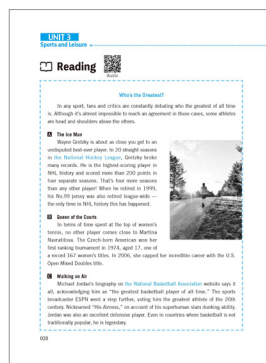 UNIT 3
Sports and Leisure
Reading
Audio
Who's the Greatest?
In any sport, fans and critics are constantly debating who the greatest of all time
is. Although it's almost impossible to reach an agreement in these cases, some athletes
are head and shoulders above the others.
A The Ice Man
Wayne Gretzky is about as close you get to an
undisputed best-ever player. In 20 straight seasons
in the National Hockey League, Gretzky broke
many records. He is the highest-scoring player in
NHL history and scored more than 200 points in
four separate seasons. That's four more seasons
than any other player! When he retired in 1999,
his No.99 jersey was also retired league-wide —
the only time in NHL history this has happened.
B Queen of the Courts
In terms of time spent at the top of women's
tennis, no other player comes close to Martina
Navratilova. The Czech-born American won her
first ranking tournament in 1974, aged 17, one of
a record 167 women's titles. In 2006, she capped her incredible career with the U.S.
Open Mixed Doubles title.
C Walking on Air
Michael Jordan's biography on the National Basketball Association website says it
all, acknowledging him as "the greatest basketball player of all time." The sports
broadcaster ESPN went a step further, voting him the greatest athlete of the 20th
century. Nicknamed "His Airness," on account of his superhuman slam dunking ability,
Jordan was also an excellent defensive player. Even in countries where basketball is not
traditionally popular, he is legendary.
028